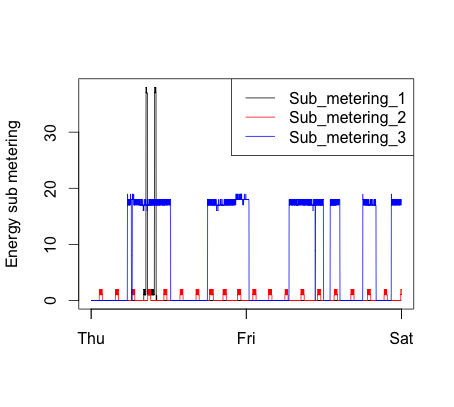 Sub_metering_1
Sub_metering_2
Sub_metering_3
Energy sub metering
30
20
10
0
Thu Fri Sat